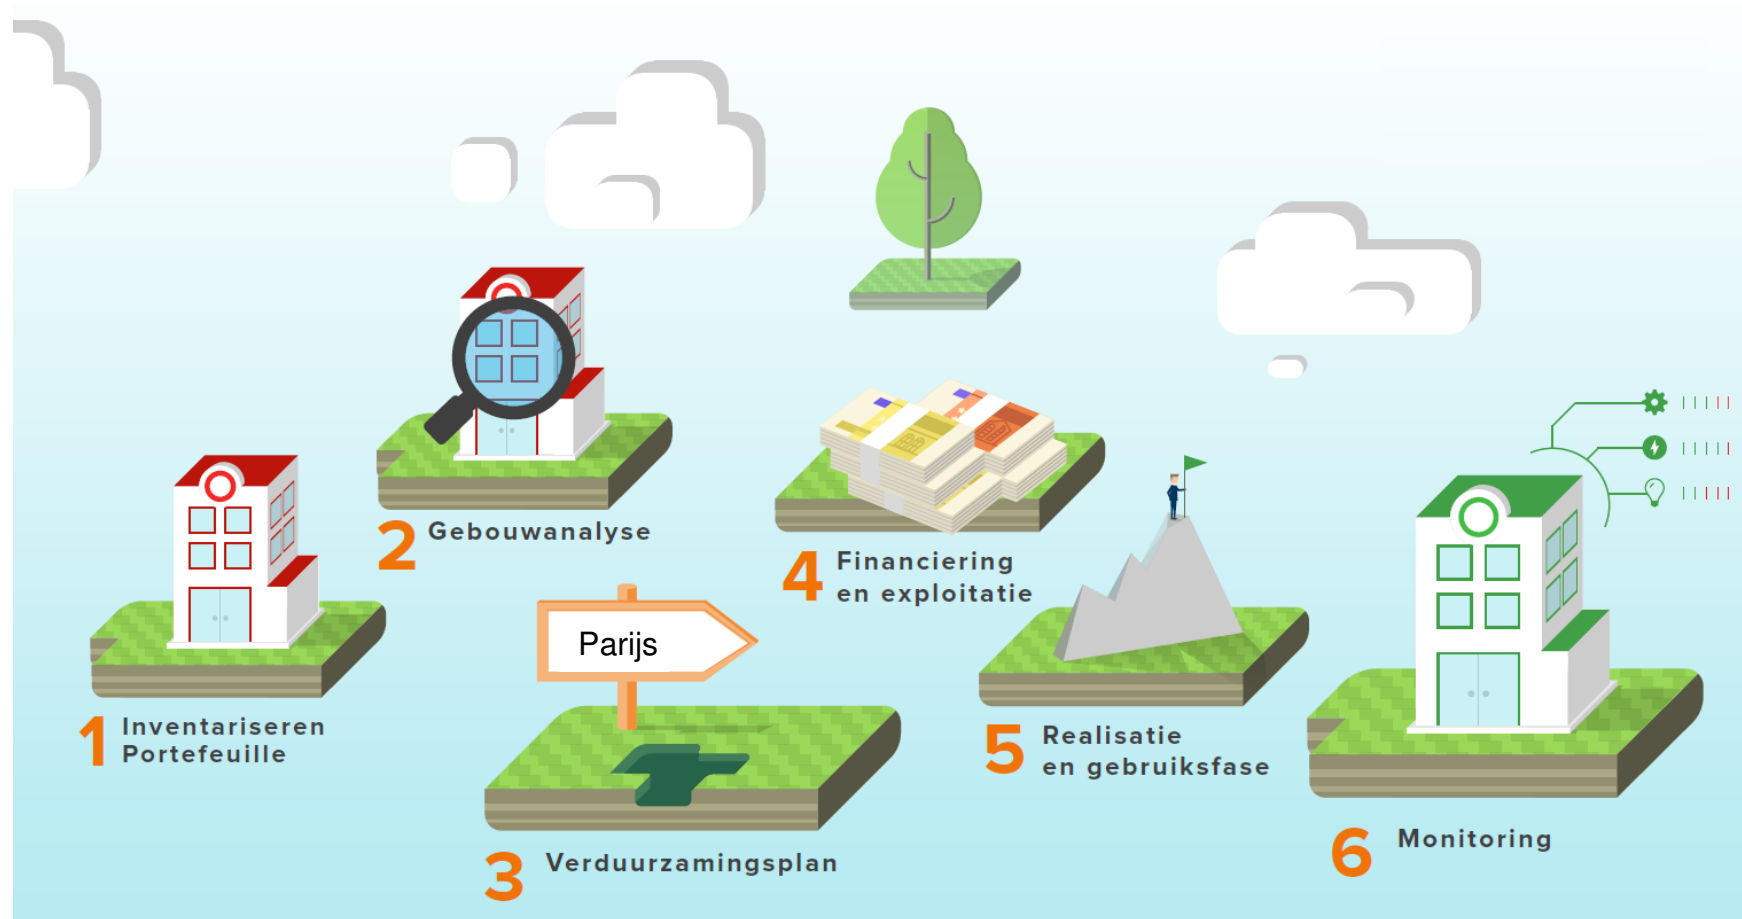 1 Inventariseren
Portefeuille
2 Gebouwanalyse
Parijs
3 Verduurzamingsplan
4 Financiering
en exploitatie
5 Realisatie
en gebruiksfase
6 Monitoring